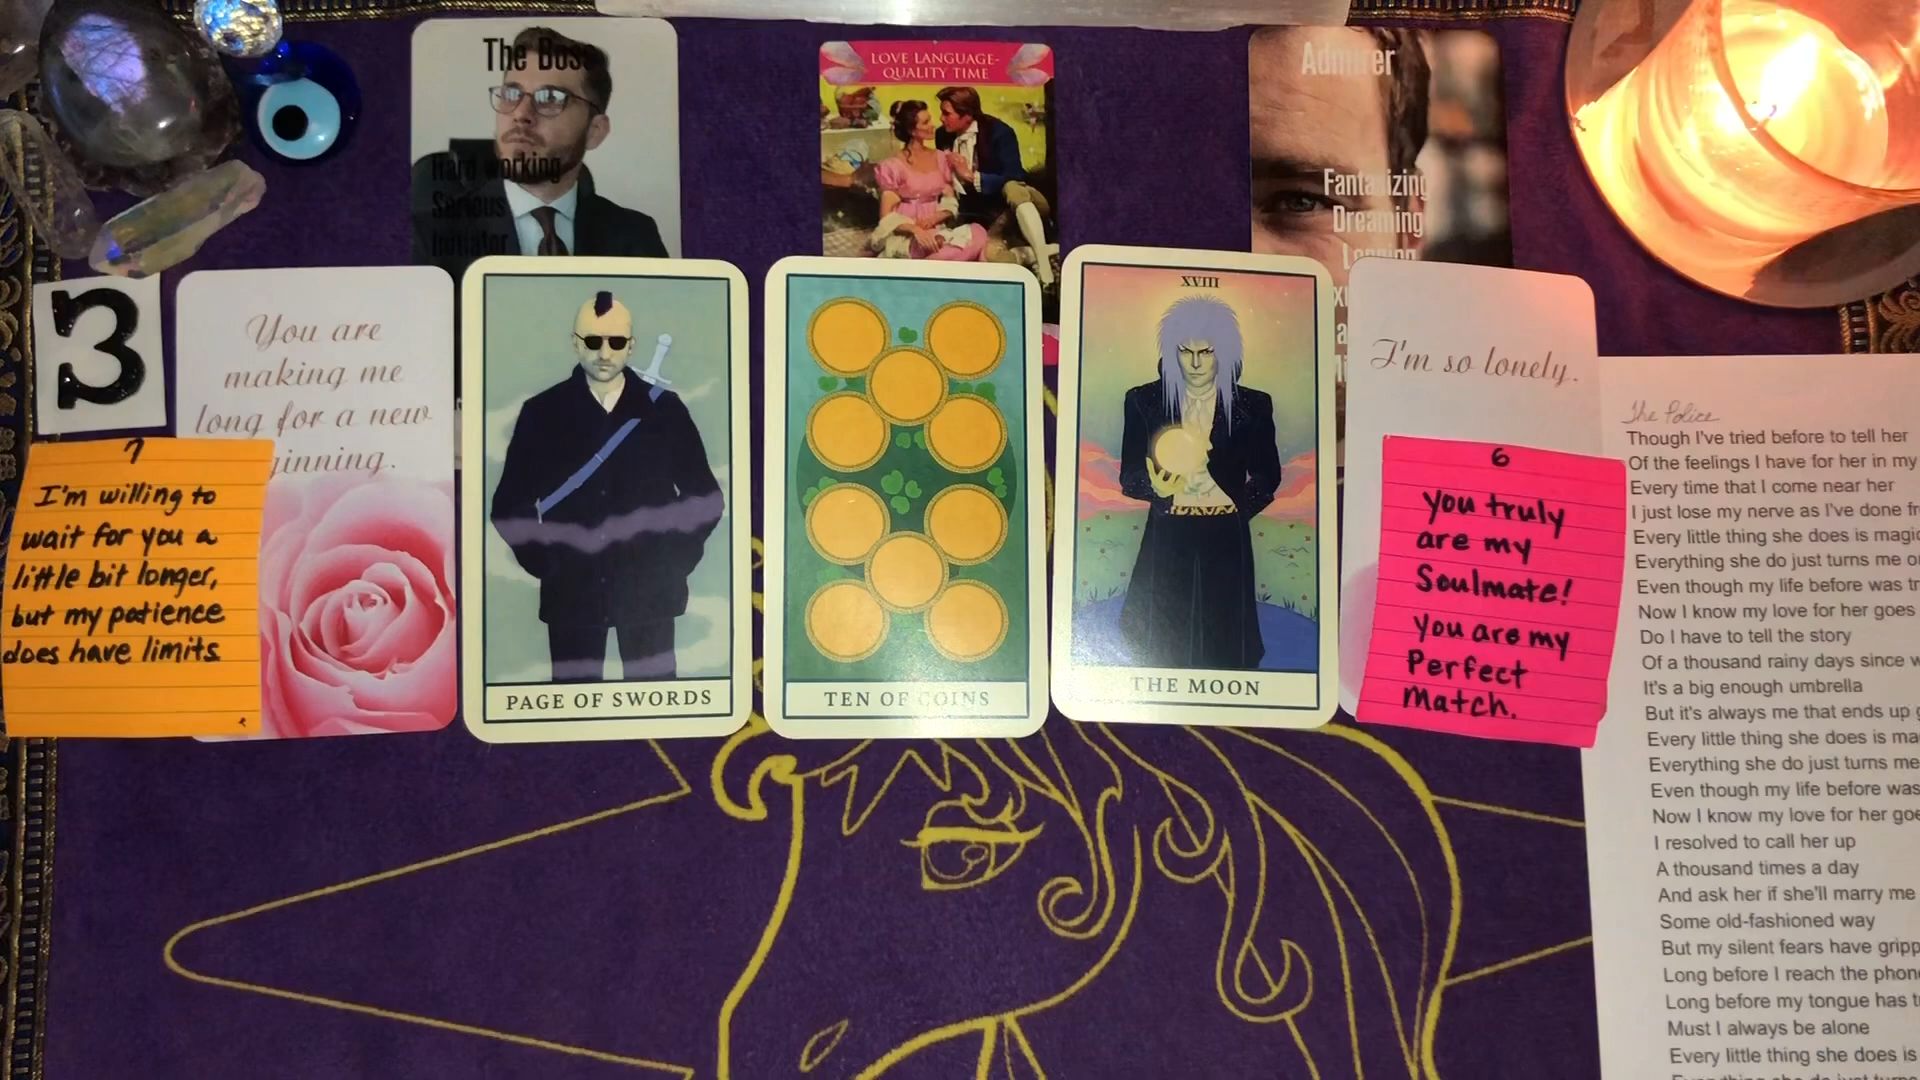 The Boss
Hard working
Serious
Initiator
LOVE LANGUAGE-
QUALITY TIME
Admirer
Fantasizing
Dreaming
Longing
3
You are
making me
long for a new
ginning.
7
I'm willing to
wait for you a
little bit longer,
but my patience
does have limits
PAGE OF SWORDS
TEN OF COINS
XVIII
THE MOON
I'm so lonely.
6
You truly
are my
Soulmate!
You are my
Perfect
Match.
The Police
Though I've tried before to tell her
Of the feelings I have for her in my
Every time that I come near her
I just lose my nerve as I've done fr
Every little thing she does is magic
Everything she do just turns me o
Even though my life before was tr
Now I know my love for her goes
Do I have to tell the story
Of a thousand rainy days since w
It's a big enough umbrella
But it's always me that ends up g
Every little thing she does is ma
Everything she do just turns me
Even though my life before was
Now I know my love for her goe
I resolved to call her up
A thousand times a day
And ask her if she'll marry me
Some old-fashioned way
But my silent fears have gripp
Long before I reach the phon
Long before my tongue has t
Must I always be alone
Every little thing she does is